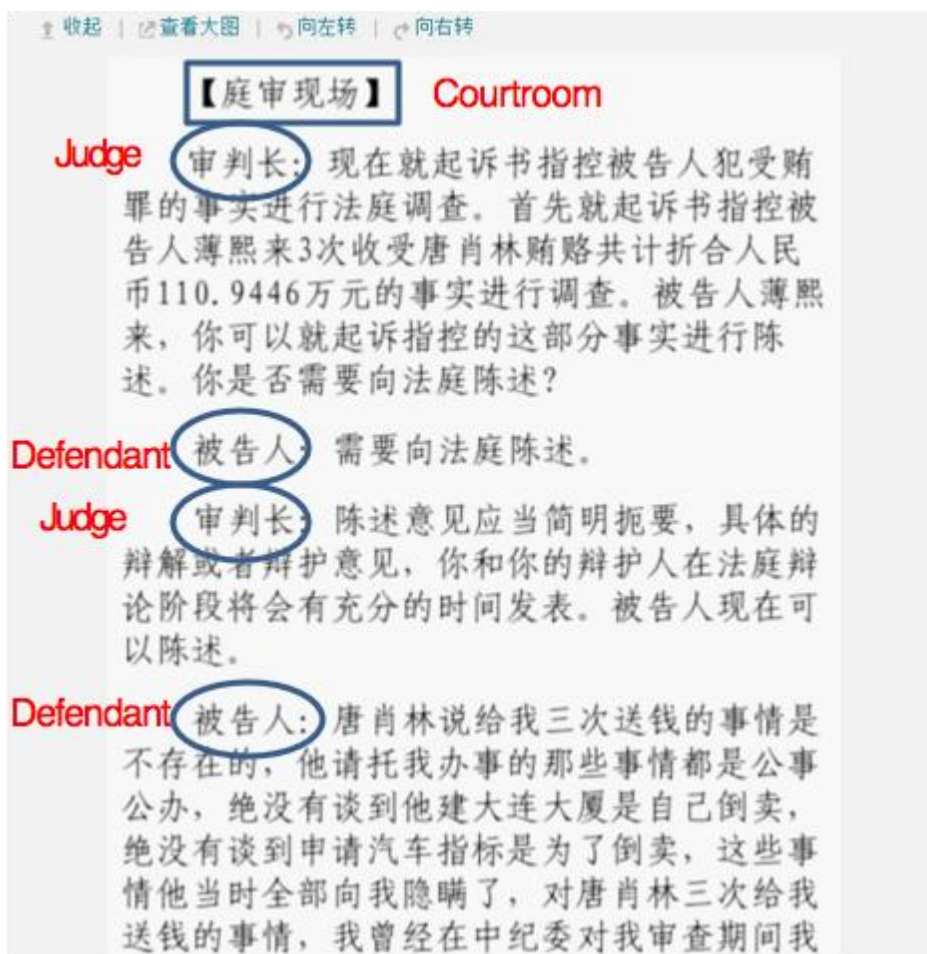 收起 | 查看大图 | 向左转 | 向右转
【庭审现场】 Courtroom
Judge 审判长：现在就起诉书指控被告人犯受贿
罪的事实进行法庭调查。首先就起诉书指控被
告人薄熙来3次收受唐肖林贿赂共计折合人民
币110.9446万元的事实进行调查。被告人薄熙
来，你可以就起诉指控的这部分事实进行陈
述。你是否需要向法庭陈述？
Defendant 被告人：需要向法庭陈述。
Judge 审判长：陈述意见应当简明扼要，具体的
辩解或者辩护意见，你和你的辩护人在法庭辩
论阶段将会有充分的时间发表。被告人现在可
以陈述。
Defendant 被告人：唐肖林说给我三次送钱的事情是
不存在的，他请托我办事的那些事情都是公事
公办，绝没有谈到他建大连大厦是自己倒卖，
绝没有谈到申请汽车指标是为了倒卖，这些事
情他当时全部向我隐瞒了，对唐肖林三次给我
送钱的事情，我曾经在中纪委对我审查期间我